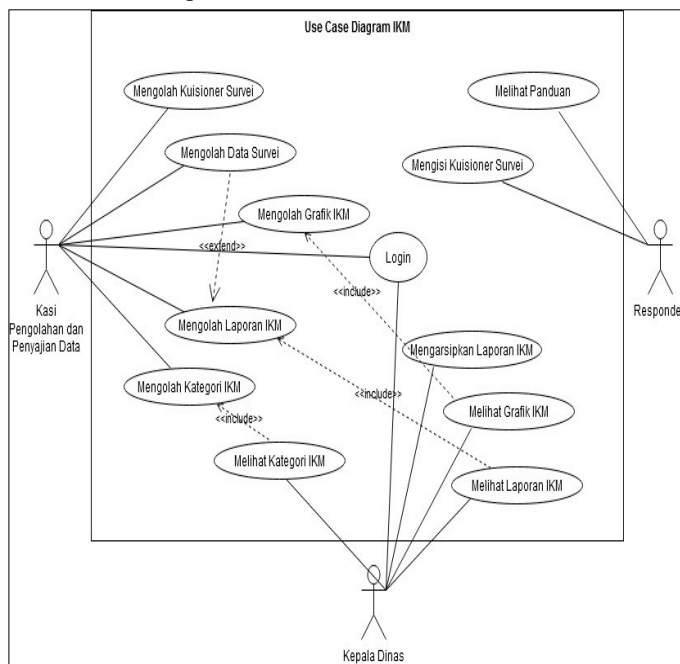 Use Case Diagram IKM
Mengolah Kuisioner Survei
Melihat Panduan
Mengolah Data Survei
Mengisi Kuisioner Survei
Mengolah Grafik IKM
<<extend>>
Login
Kasi
Pengolahan dan
Penyajian Data
Responde
<<include>>
Mengolah Laporan IKM
Mengarsipkan Laporan IKM
Mengolah Kategori IKM
<<include>>
Melihat Grafik IKM
<<include>>
Melihat Kategori IKM
Melihat Laporan IKM
Kepala Dinas